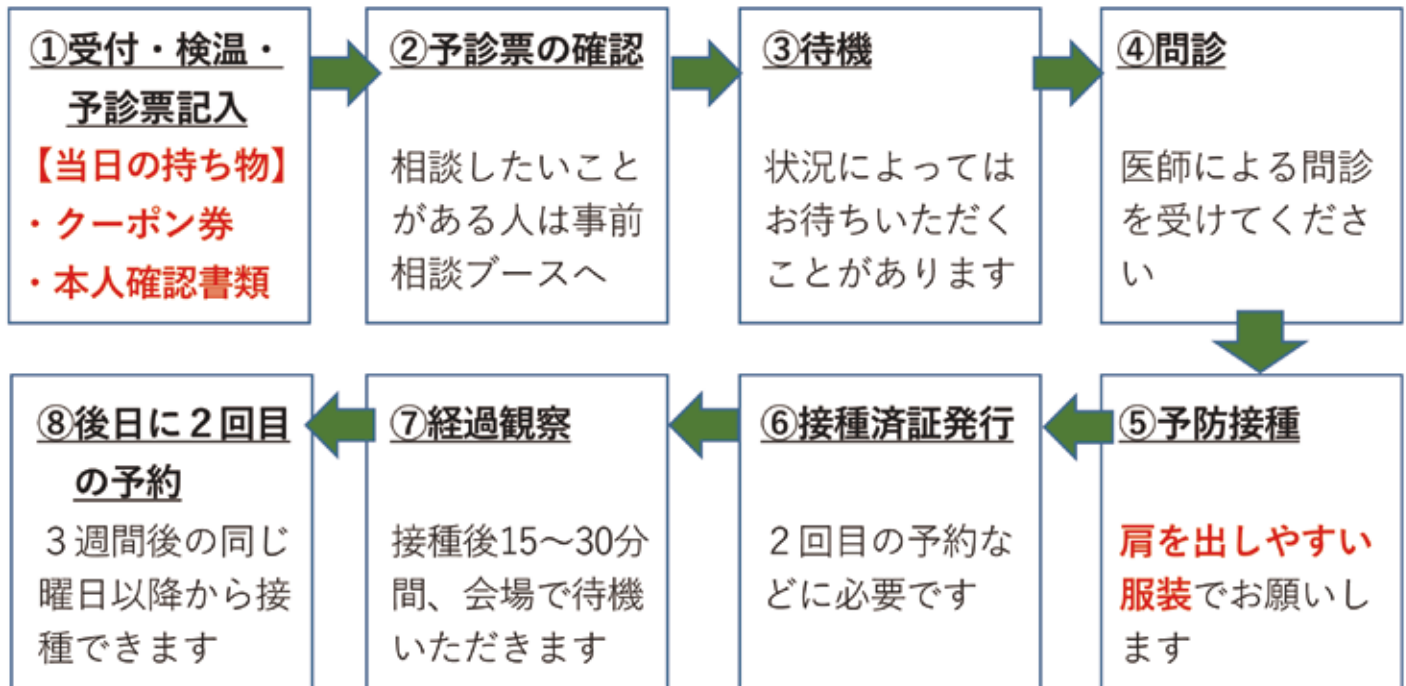 ①受付・検温・
予診票記入
【当日の持ち物】
・クーポン券
・本人確認書類
②予診票の確認
相談したいこと
がある人は事前
相談ブースへ
③待機
状況によっては
お待ちいただく
ことがあります
④問診
医師による問診
を受けてくださ
い
⑤予防接種
肩を出しやすい
服装でお願いし
ます
⑥接種済証発行
２回目の予約な
どに必要です
⑦経過観察
接種後15～30分
間、会場で待機
いただきます
⑧後日に２回目
の予約
３週間後の同じ
曜日以降から接
種できます